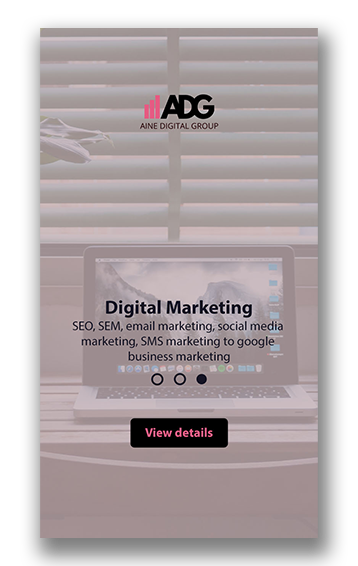 ADG
AINE DIGITAL GROUP
Digital Marketing
SEO, SEM, email marketing, social media
marketing, SMS marketing to google
business marketing
View details